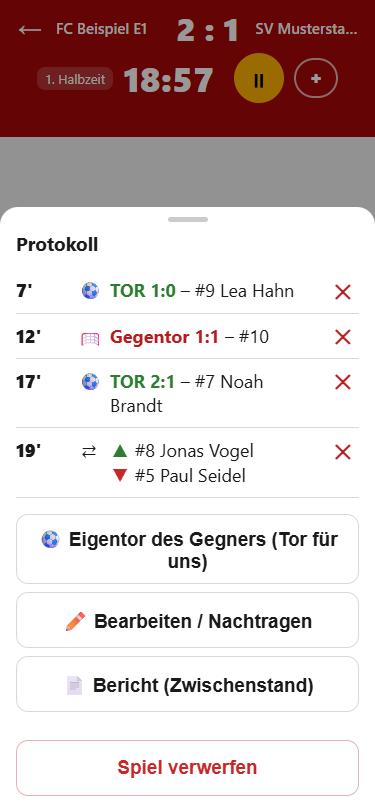 ← FC Beispiel E1 2 : 1 SV Mustersta...
1. Halbzeit 18:57 +
Protokoll
7' TOR 1:0 – #9 Lea Hahn
12' Gegentor 1:1 – #10
17' TOR 2:1 – #7 Noah
Brandt
19' ⇄ ▲ #8 Jonas Vogel
▼ #5 Paul Seidel
Eigentor des Gegners (Tor für
uns)
Bearbeiten / Nachtragen
Bericht (Zwischenstand)
Spiel verwerfen